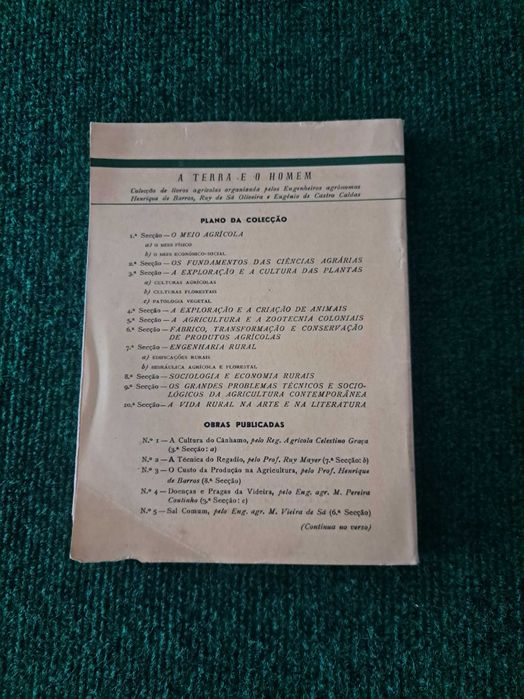 A TERRA E O HOMEM
Colecção de livros agrícolas organizada pelos Engenheiros agrónomos
Henrique de Barros, Ruy de Sá Oliveira e Eugénio de Castro Caldas
PLANO DA COLECÇÃO
1.ª Secção — O MEIO AGRÍCOLA
a) O MEIO FÍSICO
b) O MEIO ECONÓMICO-SOCIAL
2.ª Secção — OS FUNDAMENTOS DAS CIÊNCIAS AGRÁRIAS
3.ª Secção — A EXPLORAÇÃO E A CULTURA DAS PLANTAS
a) CULTURAS AGRÍCOLAS
b) CULTURAS FLORESTAIS
c) PATOLOGIA VEGETAL
4.ª Secção — A EXPLORAÇÃO E A CRIAÇÃO DE ANIMAIS
5.ª Secção — A AGRICULTURA E A ZOOTECNIA COLONIAIS
6.ª Secção — FABRICO, TRANSFORMAÇÃO E CONSERVAÇÃO
DE PRODUTOS AGRÍCOLAS
7.ª Secção — ENGENHARIA RURAL
a) EDIFICAÇÕES RURAIS
b) HIDRÁULICA AGRÍCOLA E FLORESTAL
8.ª Secção — SOCIOLOGIA E ECONOMIA RURAIS
9.ª Secção — OS GRANDES PROBLEMAS TÉCNICOS E SOCIO-
LÓGICOS DA AGRICULTURA CONTEMPORÂNEA
10.ª Secção — A VIDA RURAL NA ARTE E NA LITERATURA
OBRAS PUBLICADAS
N.º 1 — A Cultura do Cânhamo, pelo Reg. Agrícola Celestino Graça
(3.ª Secção: a)
N.º 2 — A Técnica do Regadio, pelo Prof. Ruy Mayer (7.ª Secção: b)
N.º 3 — O Custo da Produção na Agricultura, pelo Prof. Henrique
de Barros (8.ª Secção)
N.º 4 — Doenças e Pragas da Videira, pelo Eng. agr. M. Pereira
Coutinho (3.ª Secção: c)
N.º 5 — Sal Comum, pelo Eng. agr. M. Vieira de Sá (6.ª Secção)
(Continua no verso)